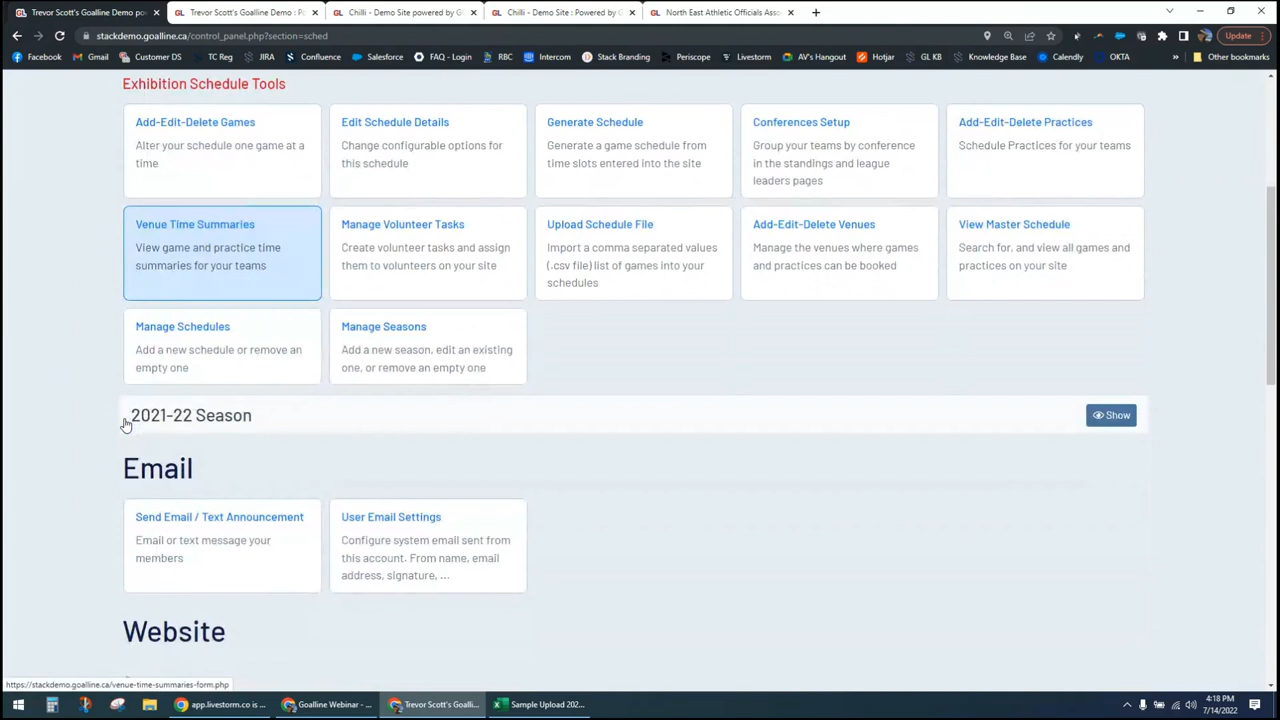 Trevor Scott's Goalline Demo po
Trevor Scott's Goalline Demo : Po
Chilli - Demo Site powered by G
Chilli - Demo Site : Powered by G
North East Athletic Officials Asso
stackdemo.goalline.ca/control_panel.php?section=sched
Update
Facebook
Gmail
Customer DS
TC Reg
JIRA
Confluence
Salesforce
FAQ - Login
RBC
Intercom
Stack Branding
Periscope
Livestorm
AV's Hangout
Hotjar
GL KB
Knowledge Base
Calendly
OKTA
Other bookmarks
Exhibition Schedule Tools
Add-Edit-Delete Games
Alter your schedule one game at a
time
Edit Schedule Details
Change configurable options for
this schedule
Generate Schedule
Generate a game schedule from
time slots entered into the site
Conferences Setup
Group your teams by conference
in the standings and league
leaders pages
Add-Edit-Delete Practices
Schedule Practices for your teams
Venue Time Summaries
View game and practice time
summaries for your teams
Manage Volunteer Tasks
Create volunteer tasks and assign
them to volunteers on your site
Upload Schedule File
Import a comma separated values
(.csv file) list of games into your
schedules
Add-Edit-Delete Venues
Manage the venues where games
and practices can be booked
View Master Schedule
Search for, and view all games and
practices on your site
Manage Schedules
Add a new schedule or remove an
empty one
Manage Seasons
Add a new season, edit an existing
one, or remove an empty one
2021-22 Season
Show
Email
Send Email / Text Announcement
Email or text message your
members
User Email Settings
Configure system email sent from
this account. From name, email
address, signature, ...
Website
https://stackdemo.goalline.ca/venue-time-summaries-form.php
app.livestorm.co is ...
Goalline Webinar - ...
Trevor Scott's Goalli...
Sample Upload 202...
4:18 PM
7/14/2022